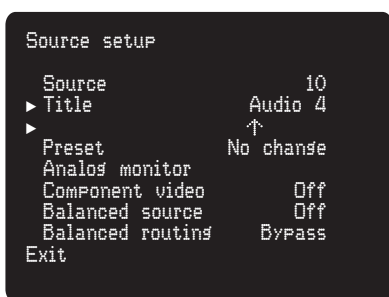 Source setup
Source 10
▶ Title Audio 4
▶ ↑
Preset No change
Analog monitor
Component video Off
Balanced source Off
Balanced routing Bypass
Exit